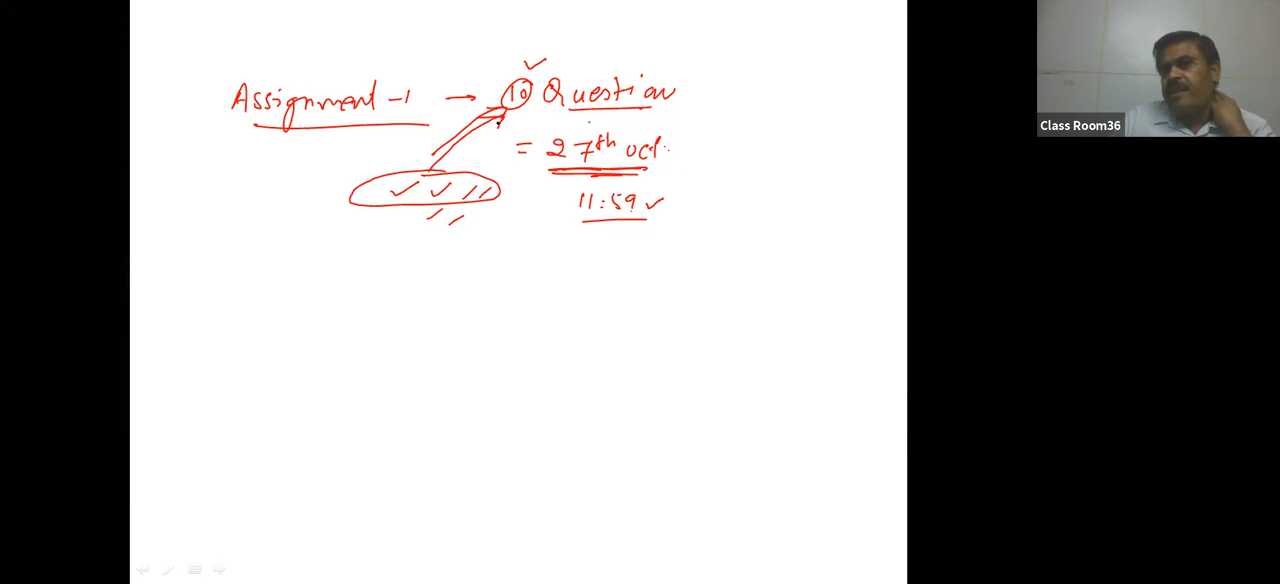 Assignment-1 → 10 Question
= 27th oct.
11:59
Class Room36